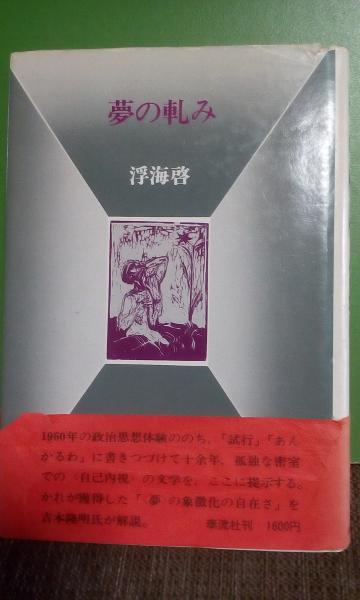 夢の軋み
浮海啓
1960年の政治思想体験ののち、「試行」「あん
かるわ」に書きつづけて十余年、孤独な密室
での〈自己内視〉の文学を、ここに提示する。
かれが獲得した「〈夢〉の象徴化の自在さ」を
吉本隆明氏が解説。
章流社刊 1600円